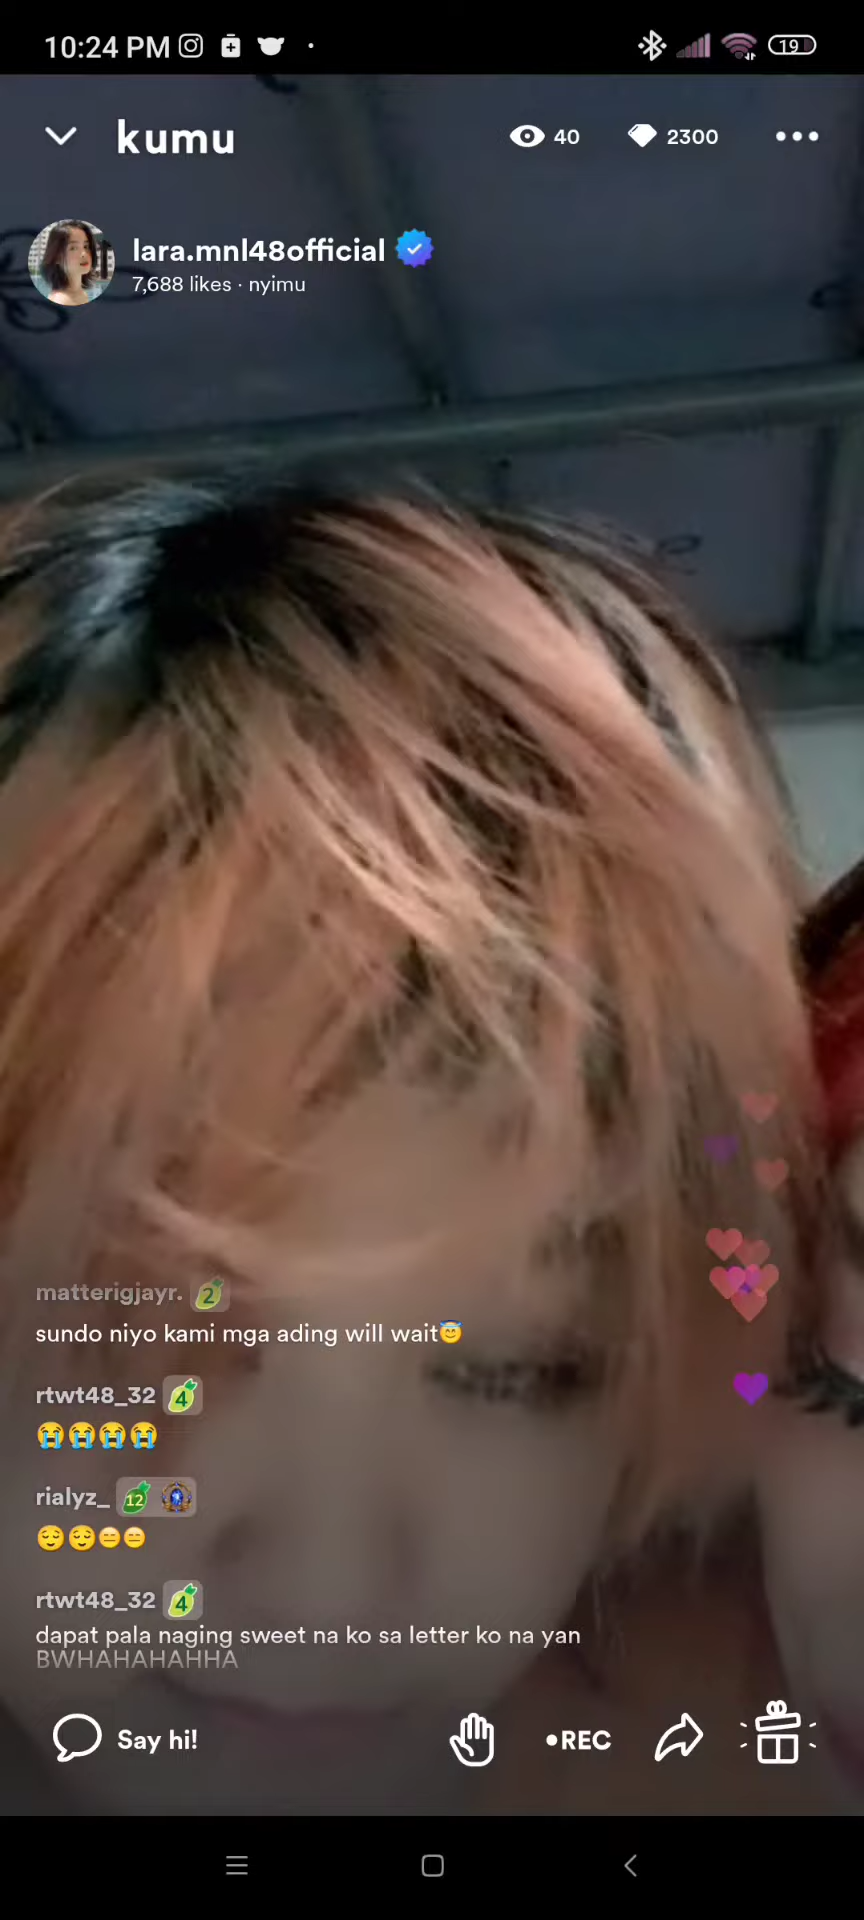 10:24 PM 19
kumu 40 2300
lara.mnl48official
7,688 likes · nyimu
matterigjayr. 2
sundo niyo kami mga ading will wait😇
rtwt48_32 4
😭😭😭😭
rialyz_ 12
😌😌😑😑
rtwt48_32 4
dapat pala naging sweet na ko sa letter ko na yan
BWHAHAHAHHA
Say hi! •REC